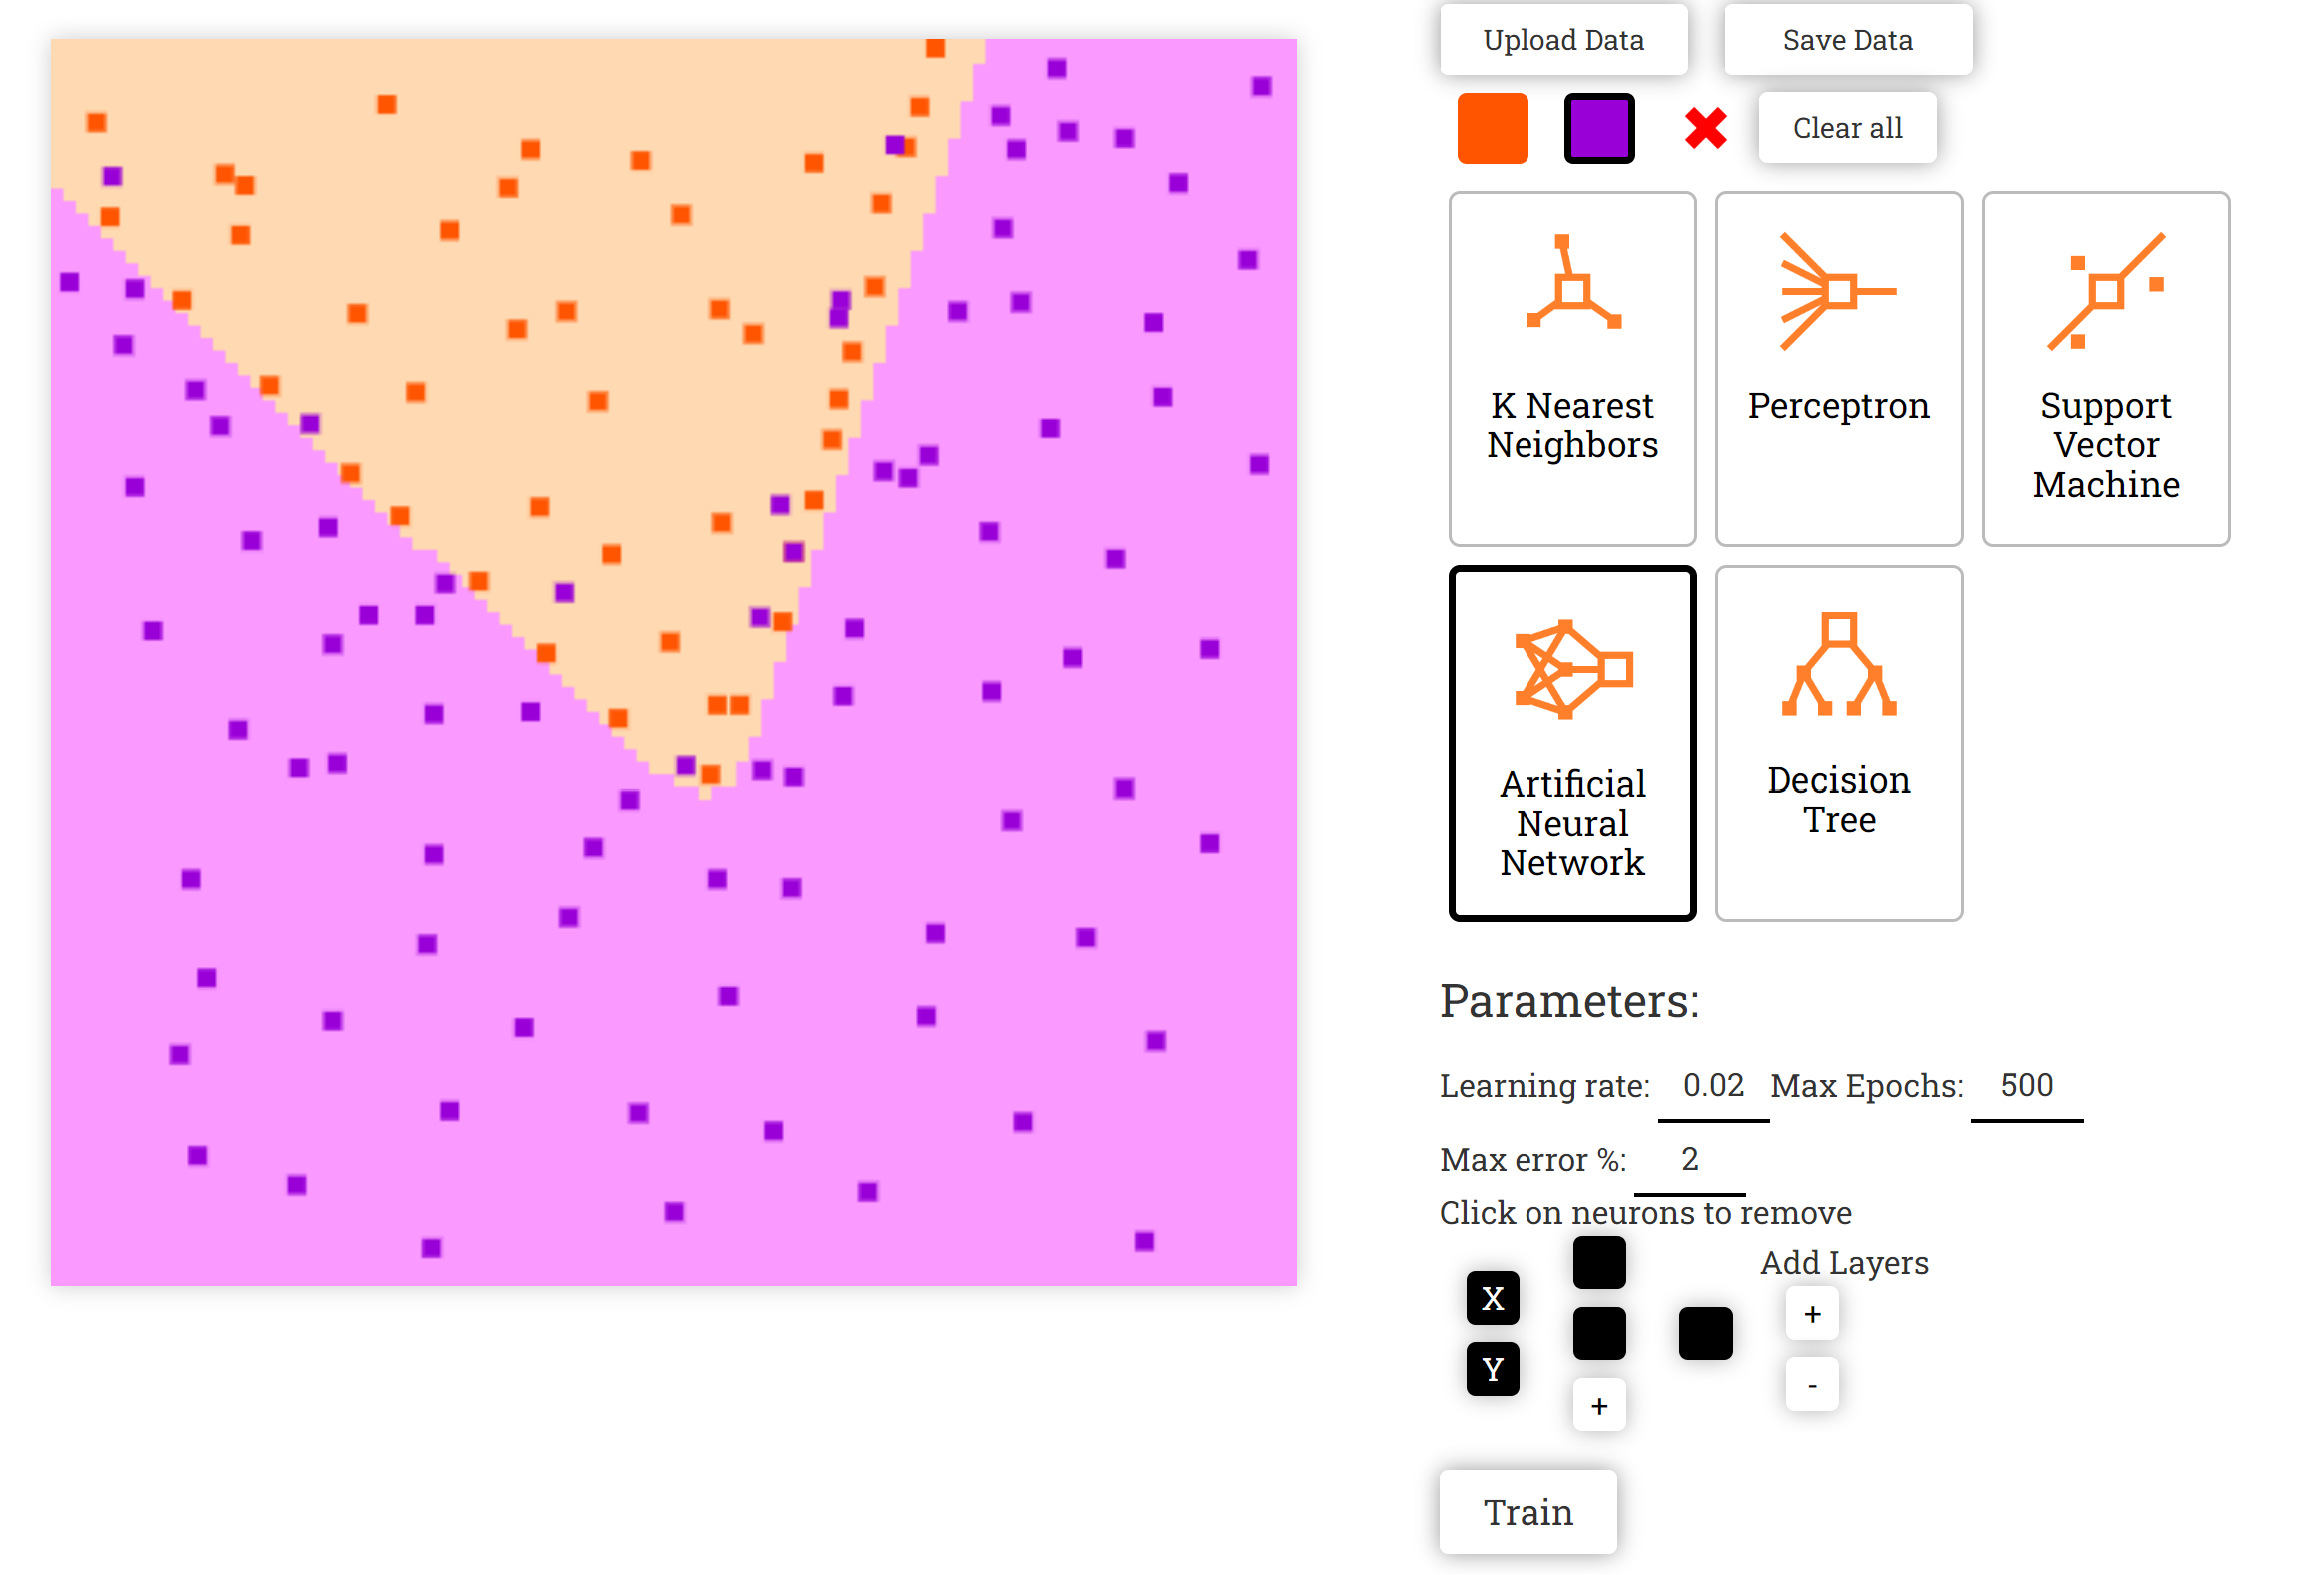 Upload Data
Save Data
Clear all
K Nearest
Neighbors
Perceptron
Support
Vector
Machine
Artificial
Neural
Network
Decision
Tree
Parameters:
Learning rate: 0.02 Max Epochs: 500
Max error %: 2
Click on neurons to remove
Add Layers
X
+
Y
-
+
Train